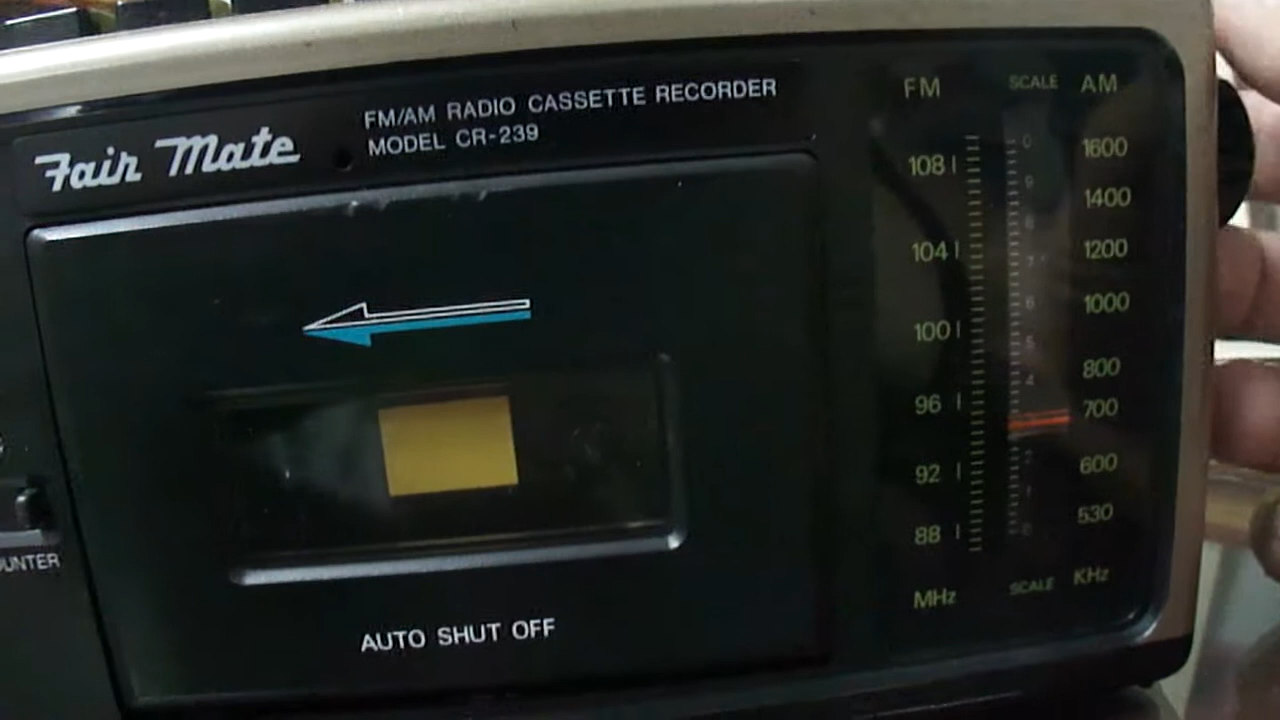 Fair Mate
FM/AM RADIO CASSETTE RECORDER
MODEL CR-239
FM SCALE AM
108 1600
1400
104 1200
1000
100
800
96 700
92 600
88 530
MHz SCALE KHz
AUTO SHUT OFF